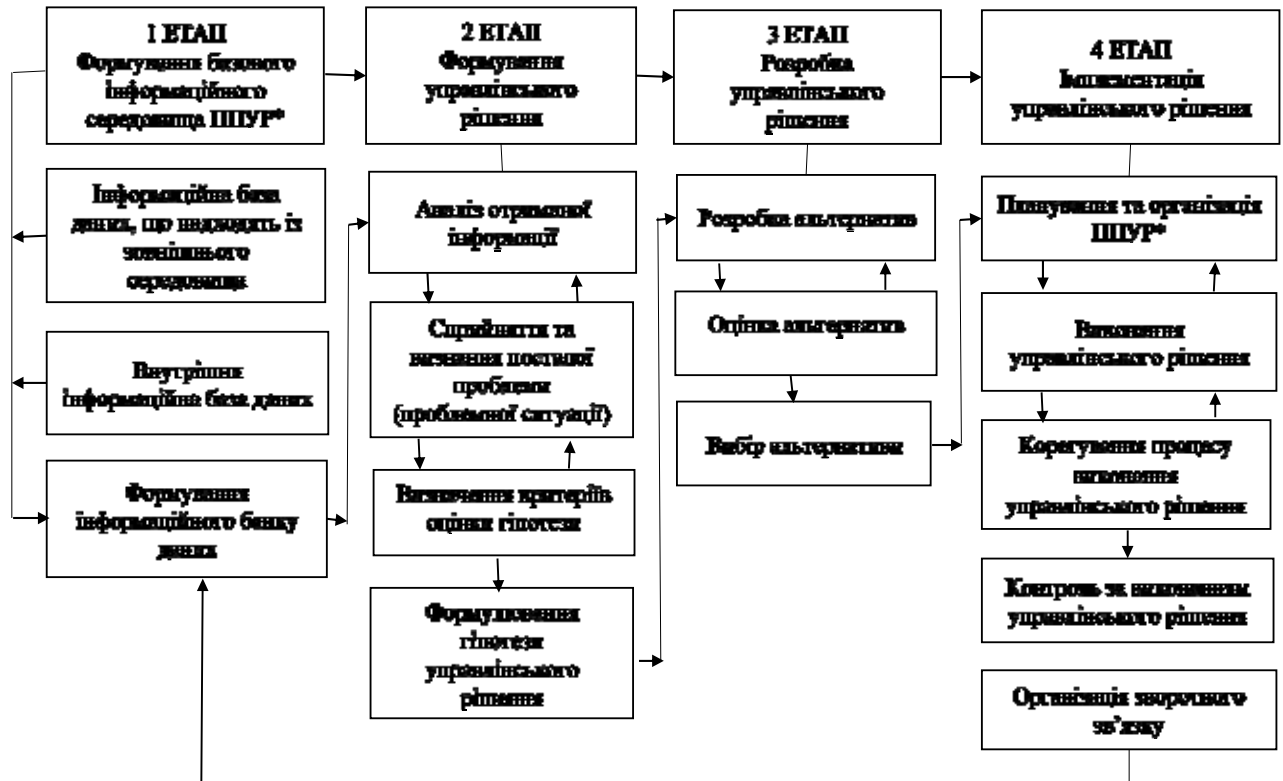 1 ЕТАП
Формування базового
інформаційного
середовища ППУР*
Інформаційна база
даних, що надходять із
зовнішнього
середовища
Внутрішня
інформаційна база даних
Формування
інформаційного банку
даних
2 ЕТАП
Формування
управлінського
рішення
Аналіз отриманої
інформації
Сприйняття та
визнання посталої
проблеми
(проблемної ситуації)
Визначення критеріїв
оцінки гіпотези
Формулювання
гіпотези
управлінського
рішення
3 ЕТАП
Розробка
управлінського
рішення
Розробка альтернатив
Оцінка альтернатив
Вибір альтернативи
4 ЕТАП
Імплементація
управлінського рішення
Планування та організація
ППУР*
Виконання
управлінського рішення
Корегування процесу
виконання
управлінського рішення
Контроль за виконанням
управлінського рішення
Організація зворотного
зв’язку